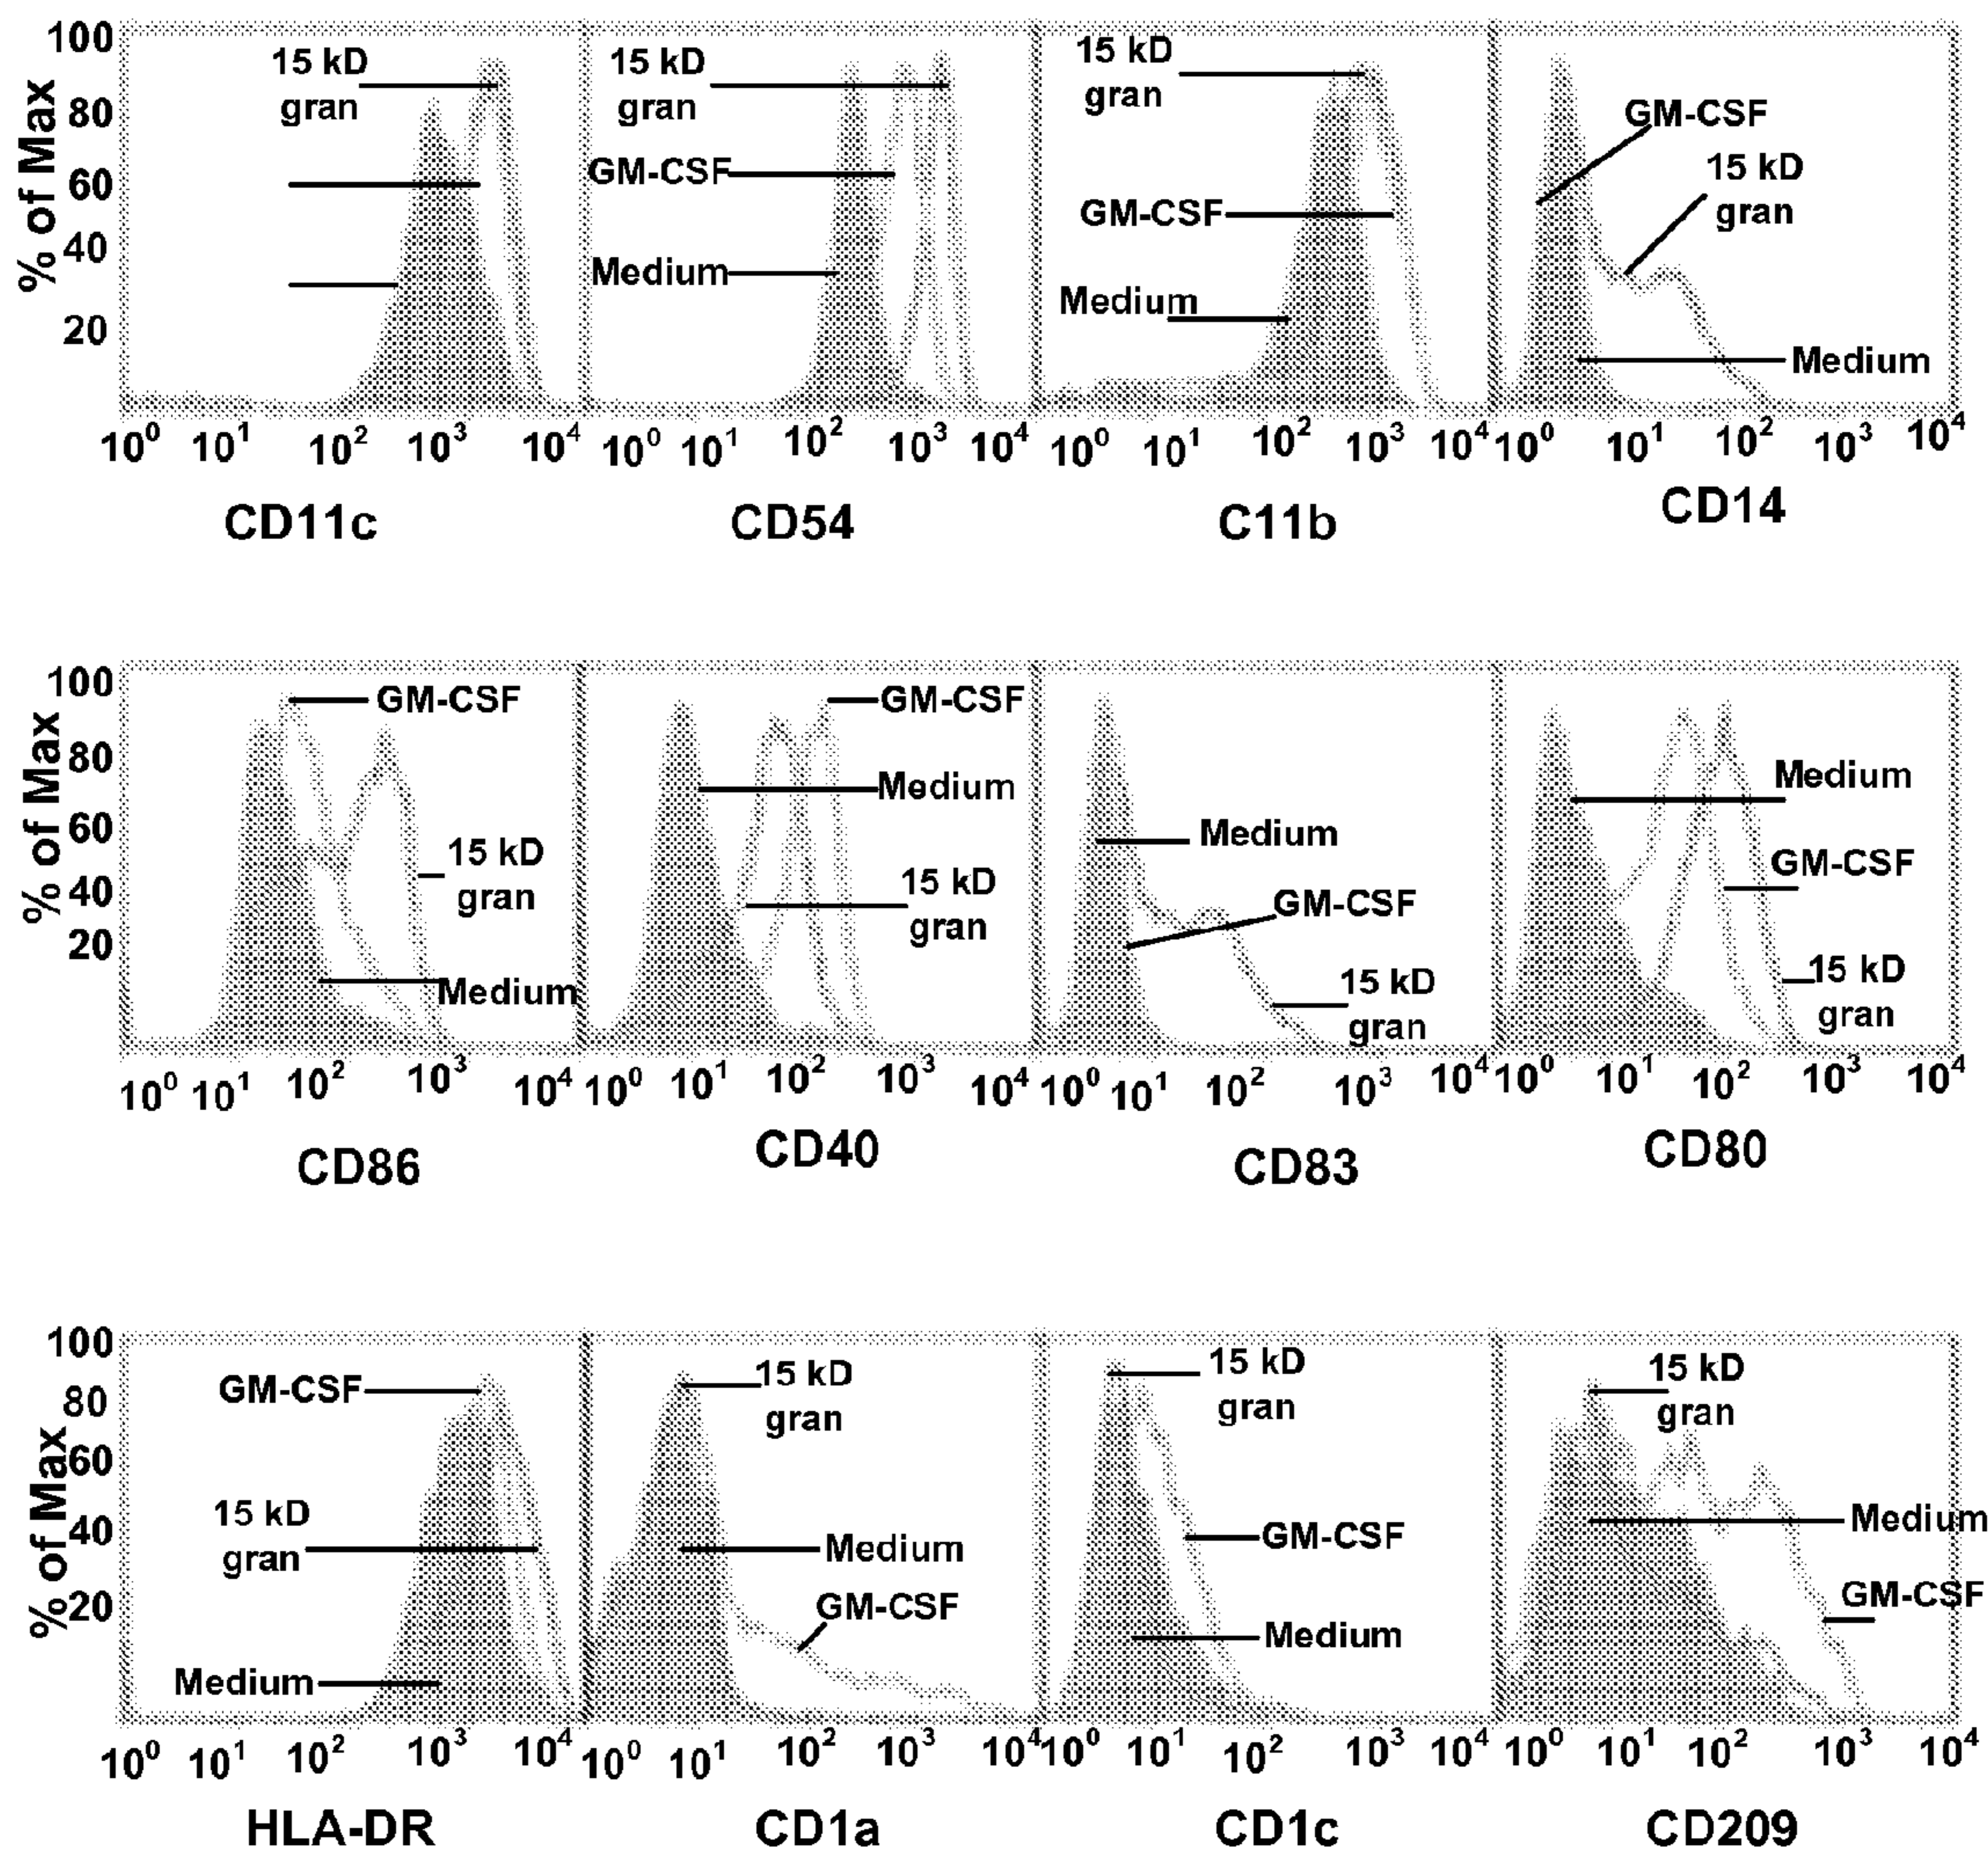 100
80
60
40
20
% of Max
15 kD
gran
15 kD
gran
GM-CSF
Medium
15 kD
gran
GM-CSF
Medium
GM-CSF
15 kD
gran
Medium
10⁰ 10¹ 10² 10³ 10⁴ 10⁰ 10¹ 10² 10³ 10⁴ 10⁰ 10¹ 10² 10³ 10⁴ 10⁰ 10¹ 10² 10³ 10⁴
CD11c CD54 C11b CD14
100
80
60
40
20
% of Max
GM-CSF
15 kD
gran
Medium
GM-CSF
Medium
15 kD
gran
Medium
GM-CSF
15 kD
gran
Medium
GM-CSF
15 kD
gran
10⁰ 10¹ 10² 10³ 10⁴ 10⁰ 10¹ 10² 10³ 10⁴ 10⁰ 10¹ 10² 10³ 10⁴ 10⁰ 10¹ 10² 10³ 10⁴
CD86 CD40 CD83 CD80
100
80
60
40
20
% of Max
GM-CSF
15 kD
gran
Medium
15 kD
gran
Medium
GM-CSF
15 kD
gran
GM-CSF
Medium
15 kD
gran
Medium
GM-CSF
10⁰ 10¹ 10² 10³ 10⁴ 10⁰ 10¹ 10² 10³ 10⁴ 10⁰ 10¹ 10² 10³ 10⁴ 10⁰ 10¹ 10² 10³ 10⁴
HLA-DR CD1a CD1c CD209